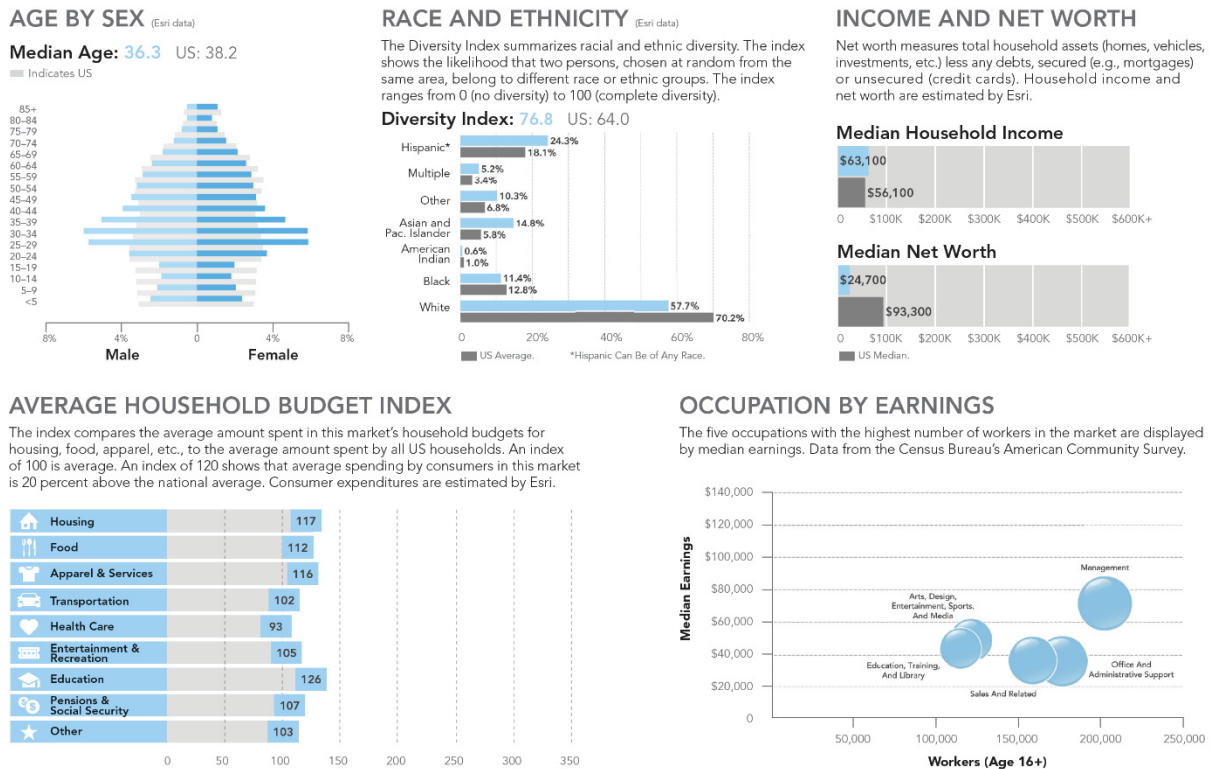 AGE BY SEX (Esri data)
Median Age: 36.3 US: 38.2
Indicates US
85+
80–84
75–79
70–74
65–69
60–64
55–59
50–54
45–49
40–44
35–39
30–34
25–29
20–24
15–19
10–14
5–9
<5
8% 4% 0 4% 8%
Male Female
RACE AND ETHNICITY (Esri data)
The Diversity Index summarizes racial and ethnic diversity. The index
shows the likelihood that two persons, chosen at random from the
same area, belong to different race or ethnic groups. The index
ranges from 0 (no diversity) to 100 (complete diversity).
Diversity Index: 76.8 US: 64.0
Hispanic* 24.3%
18.1%
Multiple 5.2%
3.4%
Other 10.3%
6.8%
Asian and
Pac. Islander 14.8%
5.8%
American
Indian 0.6%
1.0%
Black 11.4%
12.8%
White 57.7%
70.2%
0 20% 40% 60% 80%
US Average. *Hispanic Can Be of Any Race.
INCOME AND NET WORTH
Net worth measures total household assets (homes, vehicles,
investments, etc.) less any debts, secured (e.g., mortgages)
or unsecured (credit cards). Household income and
net worth are estimated by Esri.
Median Household Income
$63,100
$56,100
0 $100K $200K $300K $400K $500K $600K+
Median Net Worth
$24,700
$93,300
0 $100K $200K $300K $400K $500K $600K+
US Median.
AVERAGE HOUSEHOLD BUDGET INDEX
The index compares the average amount spent in this market's household budgets for
housing, food, apparel, etc., to the average amount spent by all US households. An index
of 100 is average. An index of 120 shows that average spending by consumers in this market
is 20 percent above the national average. Consumer expenditures are estimated by Esri.
Housing 117
Food 112
Apparel & Services 116
Transportation 102
Health Care 93
Entertainment &
Recreation 105
Education 126
Pensions &
Social Security 107
Other 103
0 50 100 150 200 250 300 350
OCCUPATION BY EARNINGS
The five occupations with the highest number of workers in the market are displayed
by median earnings. Data from the Census Bureau's American Community Survey.
Median Earnings
$140,000
$120,000
$100,000
$80,000
$60,000
$40,000
$20,000
0
Management
Arts, Design,
Entertainment, Sports,
And Media
Education, Training,
And Library
Office And
Administrative Support
Sales And Related
50,000 100,000 150,000 200,000 250,000
Workers (Age 16+)